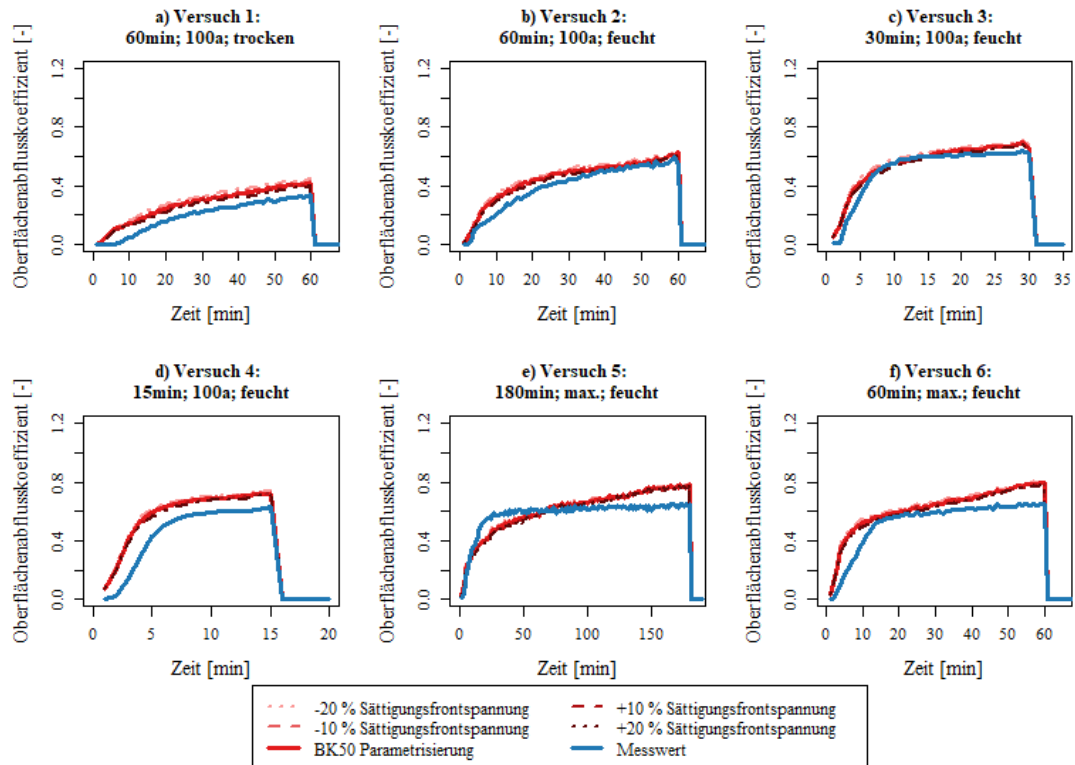 a) Versuch 1:
60min; 100a; trocken
Oberflächenabflusskoeffizient [-]
0.0
0.4
0.8
1.2
0
10
20
30
40
50
60
Zeit [min]
b) Versuch 2:
60min; 100a; feucht
Oberflächenabflusskoeffizient [-]
0.0
0.4
0.8
1.2
0
10
20
30
40
50
60
Zeit [min]
c) Versuch 3:
30min; 100a; feucht
Oberflächenabflusskoeffizient [-]
0.0
0.4
0.8
1.2
0
5
10
15
20
25
30
35
Zeit [min]
d) Versuch 4:
15min; 100a; feucht
Oberflächenabflusskoeffizient [-]
0.0
0.4
0.8
1.2
0
5
10
15
20
Zeit [min]
e) Versuch 5:
180min; max.; feucht
Oberflächenabflusskoeffizient [-]
0.0
0.4
0.8
1.2
0
50
100
150
Zeit [min]
f) Versuch 6:
60min; max.; feucht
Oberflächenabflusskoeffizient [-]
0.0
0.4
0.8
1.2
0
10
20
30
40
50
60
Zeit [min]
-20 % Sättigungsfrontspannung
-10 % Sättigungsfrontspannung
BK50 Parametrisierung
+10 % Sättigungsfrontspannung
+20 % Sättigungsfrontspannung
Messwert